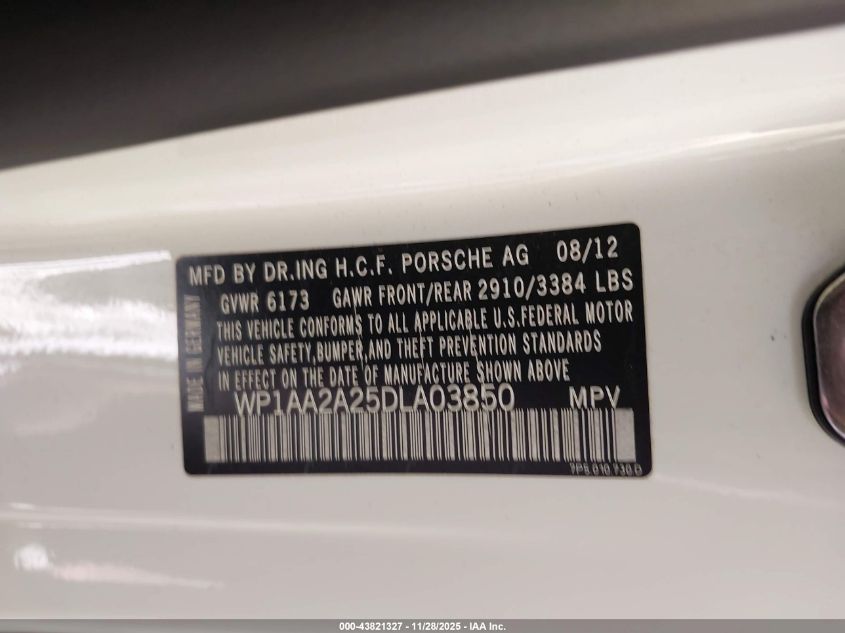 MFD BY DR.ING H.C.F. PORSCHE AG 08/12
GVWR 6173 GAWR FRONT/REAR 2910/3384 LBS
THIS VEHICLE CONFORMS TO ALL APPLICABLE U.S.FEDERAL MOTOR
VEHICLE SAFETY,BUMPER,AND THEFT PREVENTION STANDARDS
IN EFFECT ON DATE OF MANUFACTURE SHOWN ABOVE
MADE IN GERMANY
WP1AA2A25DLA03850 MPV
7P5.010.730.D
000-43821327 - 11/28/2025 - IAA Inc.